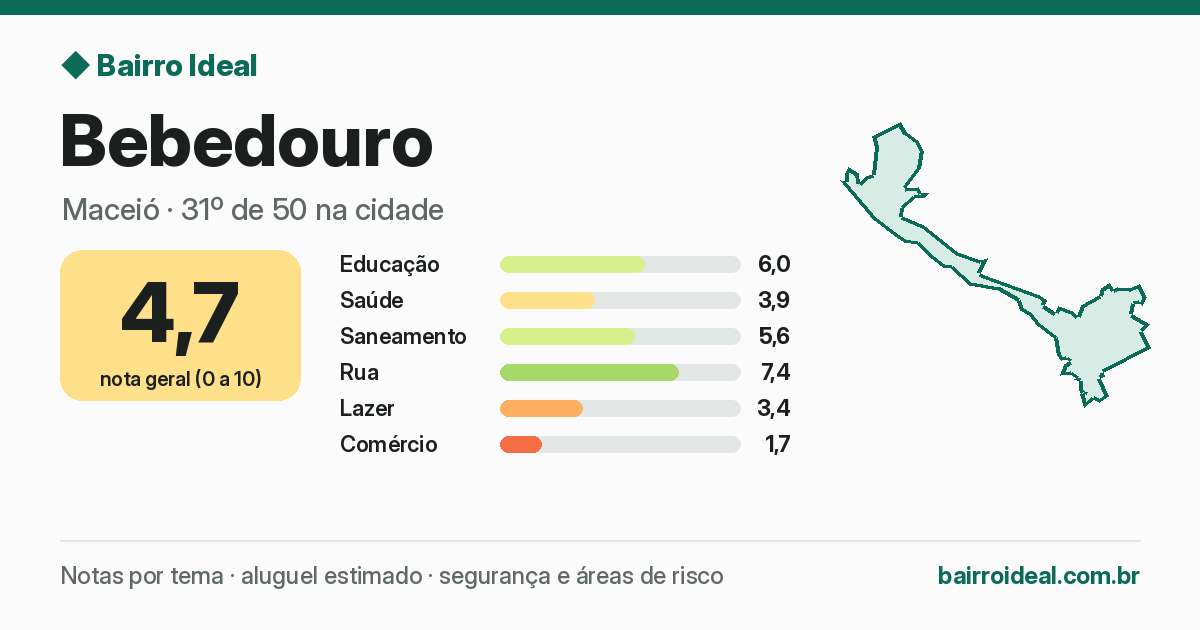 Bairro Ideal
Bebedouro
Maceió · 31º de 50 na cidade
4,7
nota geral (0 a 10)
Educação 6,0
Saúde 3,9
Saneamento 5,6
Rua 7,4
Lazer 3,4
Comércio 1,7
Notas por tema · aluguel estimado · segurança e áreas de risco
bairroideal.com.br